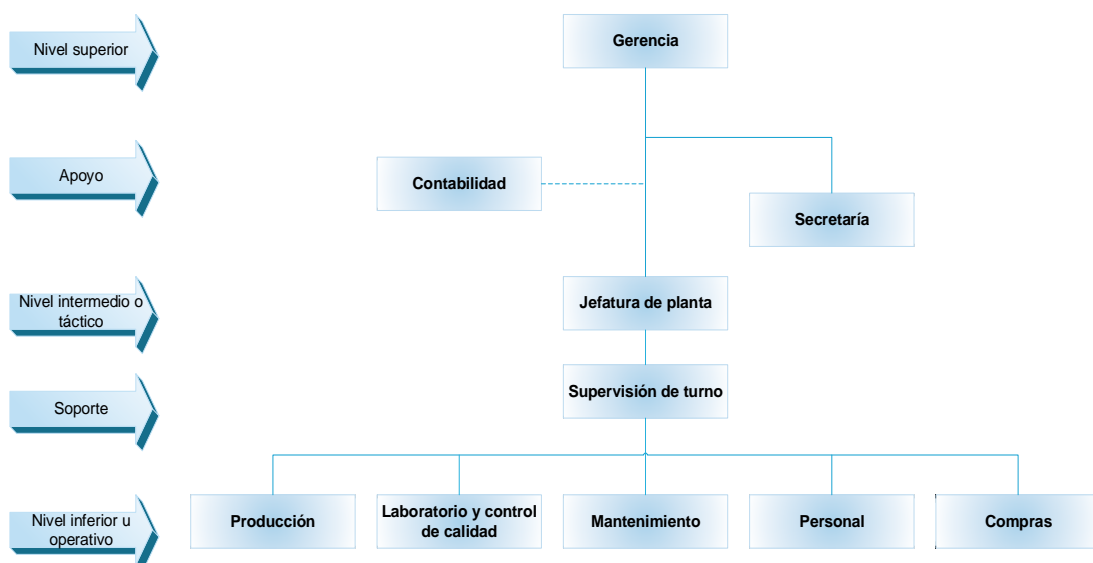 Nivel superior
Gerencia
Apoyo
Contabilidad
Secretaría
Nivel intermedio o
táctico
Jefatura de planta
Soporte
Supervisión de turno
Nivel inferior u
operativo
Producción
Laboratorio y control
de calidad
Mantenimiento
Personal
Compras